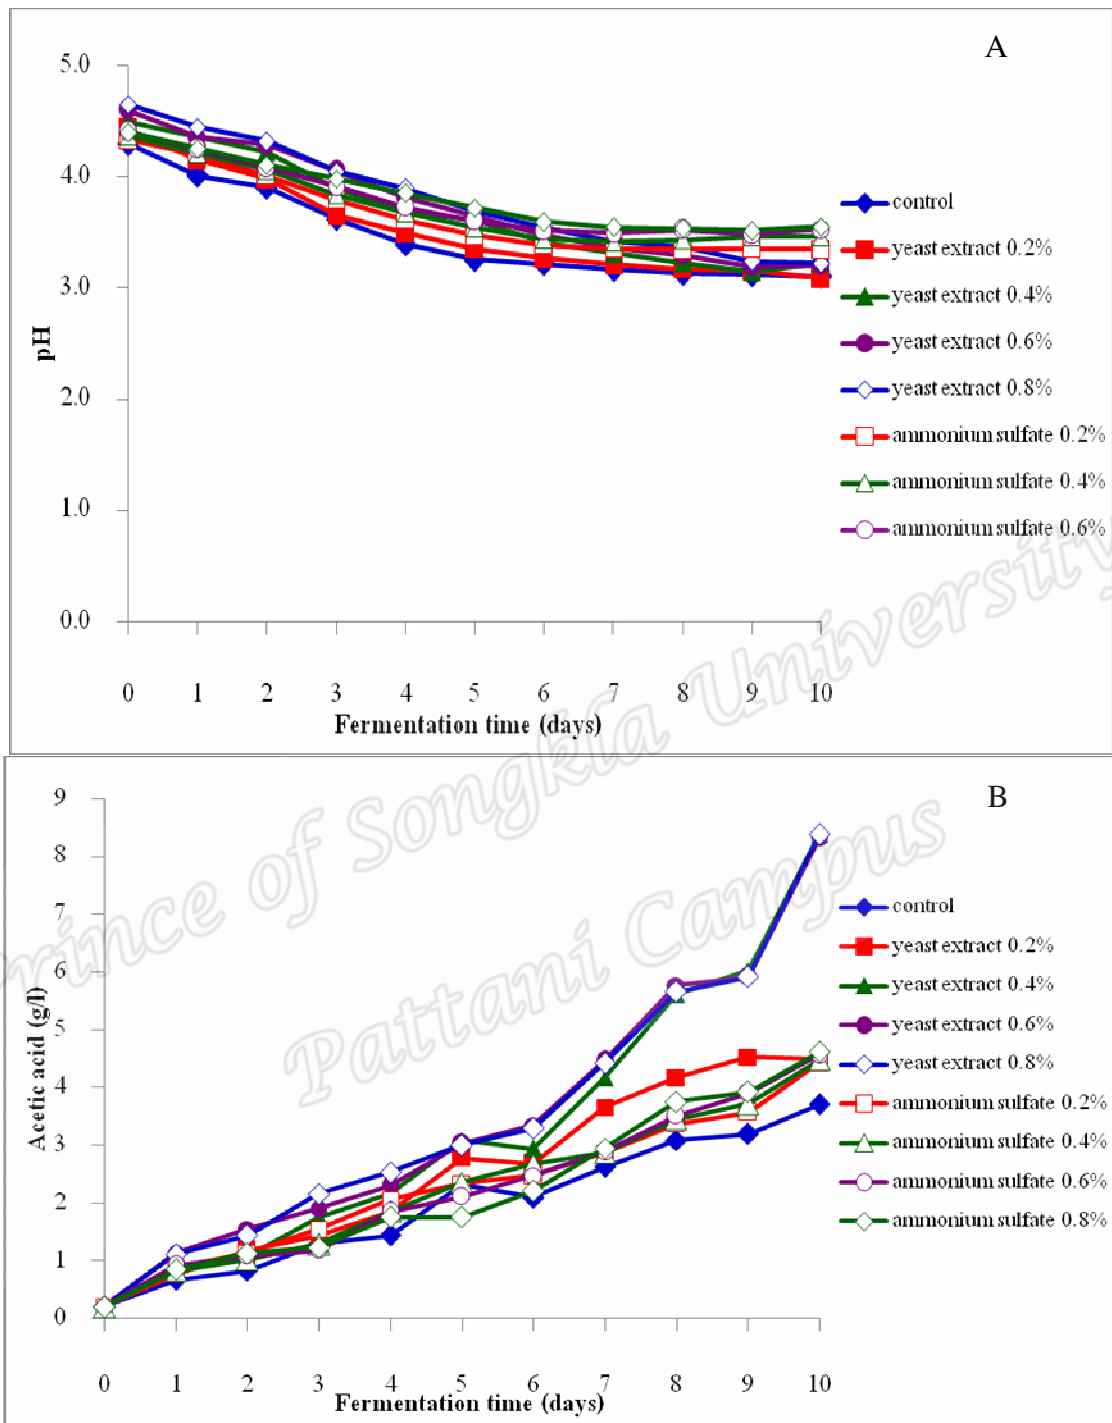 A
5.0
4.0
3.0
2.0
1.0
0.0
pH
0 1 2 3 4 5 6 7 8 9 10
Fermentation time (days)
control
yeast extract 0.2%
yeast extract 0.4%
yeast extract 0.6%
yeast extract 0.8%
ammonium sulfate 0.2%
ammonium sulfate 0.4%
ammonium sulfate 0.6%
B
9
8
7
6
5
4
3
2
1
0
Acetic acid (g/l)
0 1 2 3 4 5 6 7 8 9 10
Fermentation time (days)
control
yeast extract 0.2%
yeast extract 0.4%
yeast extract 0.6%
yeast extract 0.8%
ammonium sulfate 0.2%
ammonium sulfate 0.4%
ammonium sulfate 0.6%
ammonium sulfate 0.8%
Prince of Songkla University
Pattani Campus